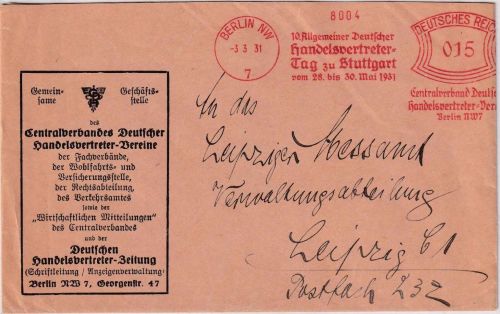 8004
BERLIN NW
-3 3 31
7
10. Allgemeiner Deutscher
Handelsvertreter-
Tag zu Stuttgart
vom 28. bis 30. Mai 1931
DEUTSCHES REICH
015
Centralverband Deutsc
Handelsvertreter-Ver
Berlin NW7
Gemein- Geschäfts-
same stelle
des
Centralverbandes Deutscher
Handelsvertreter-Vereine
der Fachverbände,
der Wohlfahrts- und
Versicherungsstelle,
der Rechtsabteilung,
des Verkehrsamtes
sowie der
„Wirtschaftlichen Mitteilungen"
des Centralverbandes
und der
Deutschen
Handelsvertreter-Zeitung
(Schriftleitung / Anzeigenverwaltung)
Berlin NW 7, Georgenstr. 47
An das
Leipziger Messamt
Verwaltungsabteilung
Leipzig C1
Postfach 232